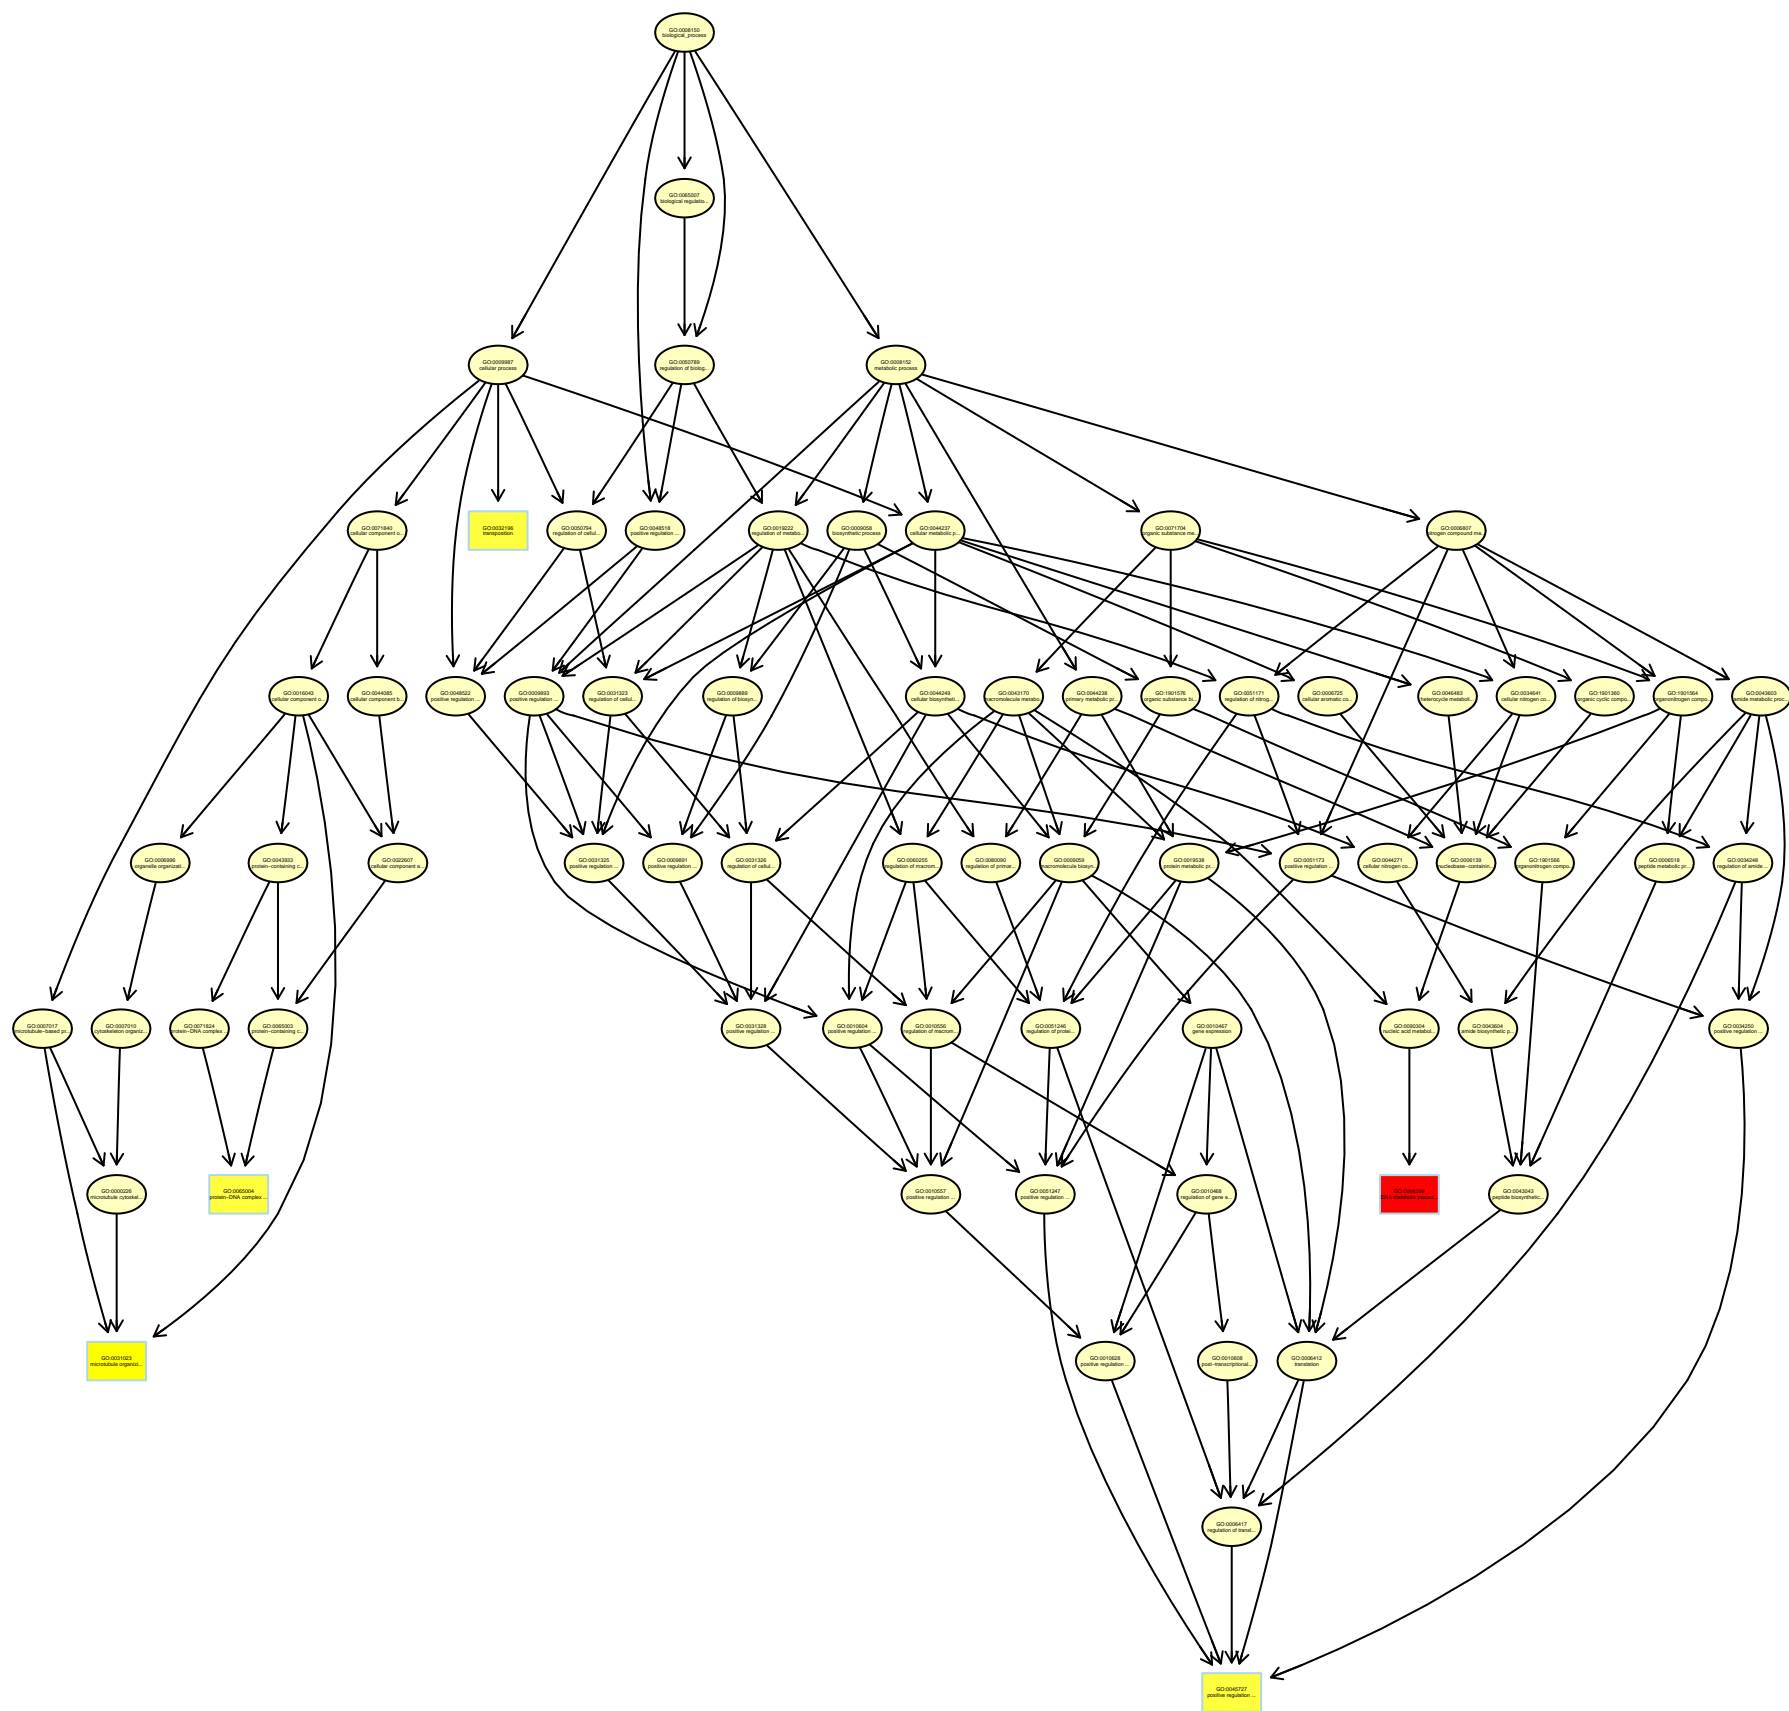 GO:0008150
biological_process
GO:0065007
biological regulatio...
GO:0009987
cellular process
GO:0050789
regulation of biolog...
GO:0008152
metabolic process
GO:0071840
cellular component o...
GO:0032196
transposition
GO:0050794
regulation of cellul...
GO:0048518
positive regulation ...
GO:0019222
regulation of metabo...
GO:0009058
biosynthetic process
GO:0044237
cellular metabolic p...
GO:0071704
organic substance me...
GO:0006807
nitrogen compound me...
GO:0016043
cellular component o...
GO:0044085
cellular component b...
GO:0048522
positive regulation ...
GO:0009893
positive regulation ...
GO:0031323
regulation of cellul...
GO:0009889
regulation of biosyn...
GO:0044249
cellular biosyntheti...
GO:0043170
macromolecule metabo...
GO:0044238
primary metabolic pr...
GO:1901576
organic substance bi...
GO:0051171
regulation of nitrog...
GO:0006725
cellular aromatic co...
GO:0046483
heterocycle metaboli...
GO:0034641
cellular nitrogen co...
GO:1901360
organic cyclic compo...
GO:1901564
organonitrogen compo...
GO:0043603
amide metabolic proc...
GO:0006996
organelle organizati...
GO:0043933
protein−containing c...
GO:0022607
cellular component a...
GO:0031325
positive regulation ...
GO:0009891
positive regulation ...
GO:0031326
regulation of cellul...
GO:0060255
regulation of macrom...
GO:0080090
regulation of primar...
GO:0009059
macromolecule biosyn...
GO:0019538
protein metabolic pr...
GO:0051173
positive regulation ...
GO:0044271
cellular nitrogen co...
GO:0006139
nucleobase−containin...
GO:1901566
organonitrogen compo...
GO:0006518
peptide metabolic pr...
GO:0034248
regulation of amide ...
GO:0007017
microtubule−based pr...
GO:0007010
cytoskeleton organiz...
GO:0071824
protein−DNA complex ...
GO:0065003
protein−containing c...
GO:0031328
positive regulation ...
GO:0010604
positive regulation ...
GO:0010556
regulation of macrom...
GO:0051246
regulation of protei...
GO:0010467
gene expression
GO:0090304
nucleic acid metabol...
GO:0043604
amide biosynthetic p...
GO:0034250
positive regulation ...
GO:0000226
microtubule cytoskel...
GO:0065004
protein−DNA complex ...
GO:0010557
positive regulation ...
GO:0051247
positive regulation ...
GO:0010468
regulation of gene e...
GO:0006259
DNA metabolic proces...
GO:0043043
peptide biosynthetic...
GO:0031023
microtubule organizi...
GO:0010628
positive regulation ...
GO:0010608
post−transcriptional...
GO:0006412
translation
GO:0006417
regulation of transl...
GO:0045727
positive regulation ...